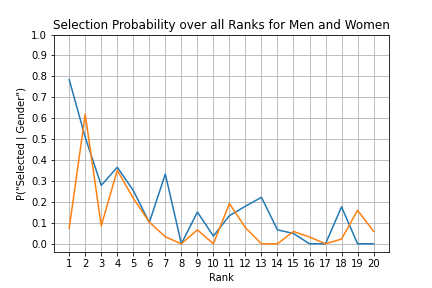 Selection Probability over all Ranks for Men and Women
P("Selected | Gender")
1.0
0.9
0.8
0.7
0.6
0.5
0.4
0.3
0.2
0.1
0.0
1 2 3 4 5 6 7 8 9 10 11 12 13 14 15 16 17 18 19 20
Rank